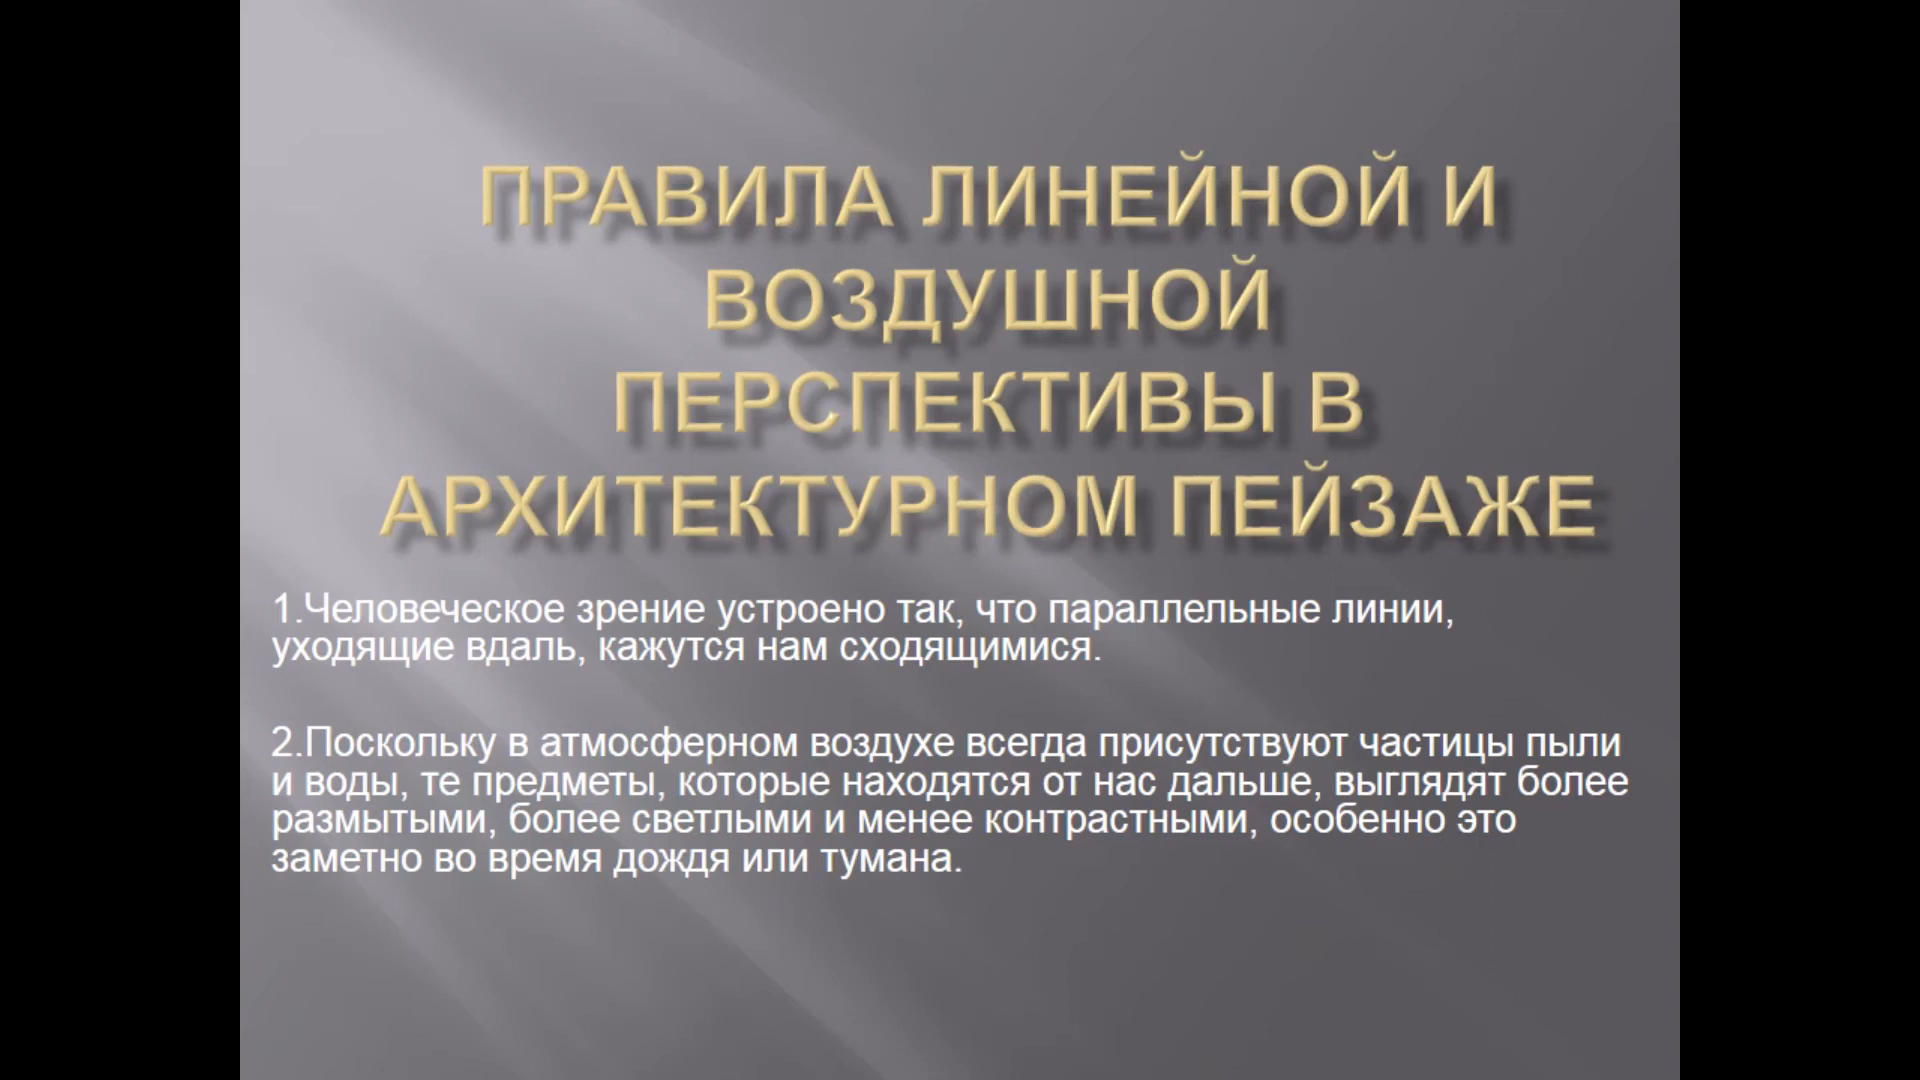 ПРАВИЛА ЛИНЕЙНОЙ И
ВОЗДУШНОЙ
ПЕРСПЕКТИВЫ В
АРХИТЕКТУРНОМ ПЕЙЗАЖЕ
1.Человеческое зрение устроено так, что параллельные линии,
уходящие вдаль, кажутся нам сходящимися.
2.Поскольку в атмосферном воздухе всегда присутствуют частицы пыли
и воды, те предметы, которые находятся от нас дальше, выглядят более
размытыми, более светлыми и менее контрастными, особенно это
заметно во время дождя или тумана.